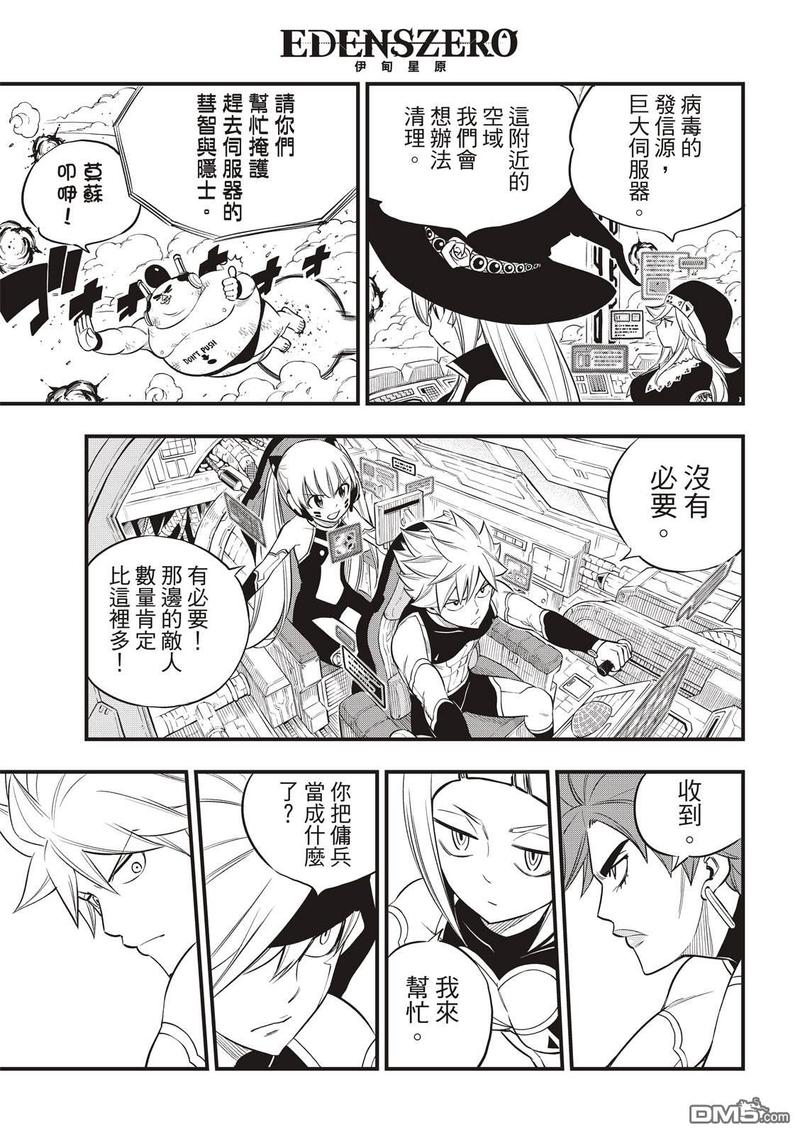 EDENSZERO
伊甸星原
病毒的
發信源，
巨大伺服器。
這附近的
空域
我們會
想辦法
清理。
請你們
幫忙掩護
趕去伺服器的
彗智與隱士。
莫蘇
叩咿！
DON'T PUSH
沒有
必要。
有必要！
那邊的敵人
數量肯定
比這裡多！
收到。
我來
幫忙。
你把傭兵
當成什麼
了？
DM5.com